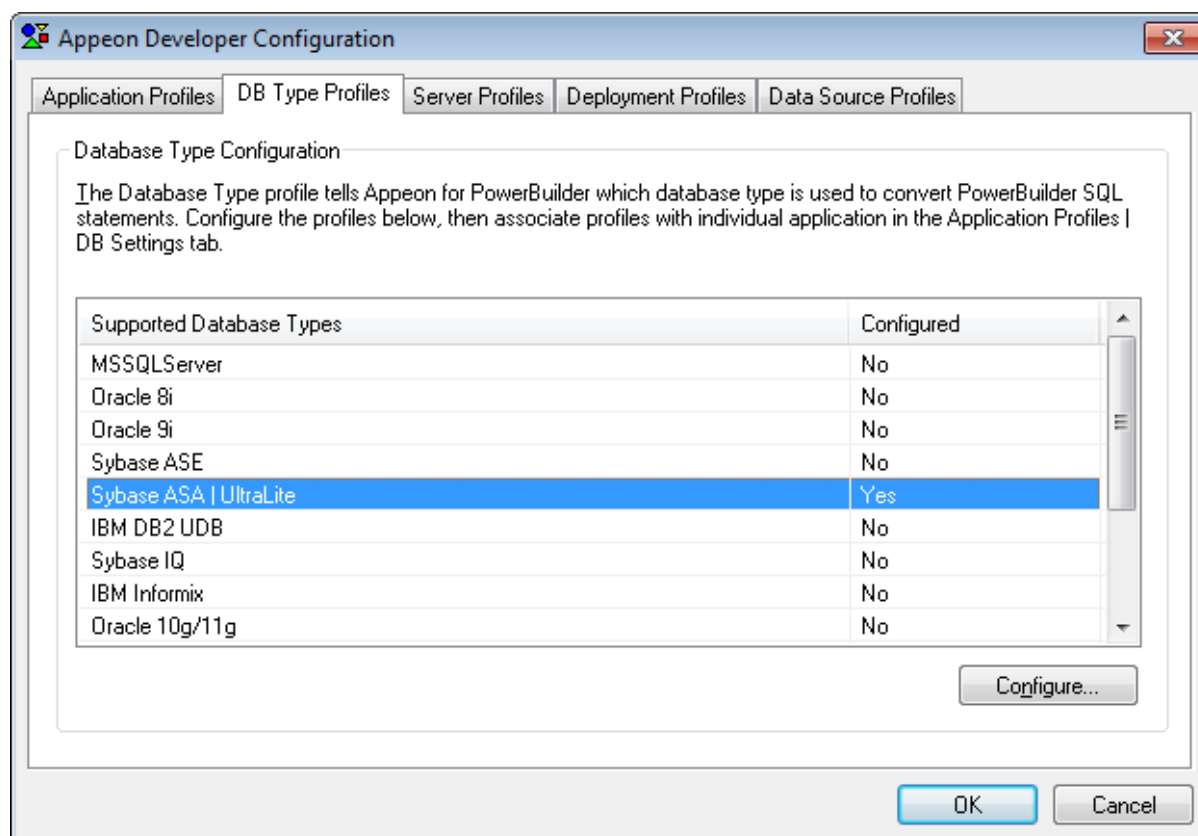 Appeon Developer Configuration
Application Profiles DB Type Profiles Server Profiles Deployment Profiles Data Source Profiles
Database Type Configuration
The Database Type profile tells Appeon for PowerBuilder which database type is used to convert PowerBuilder SQL
statements. Configure the profiles below, then associate profiles with individual application in the Application Profiles |
DB Settings tab.
Supported Database Types Configured
MSSQLServer No
Oracle 8i No
Oracle 9i No
Sybase ASE No
Sybase ASA | UltraLite Yes
IBM DB2 UDB No
Sybase IQ No
IBM Informix No
Oracle 10g/11g No
Configure...
OK Cancel